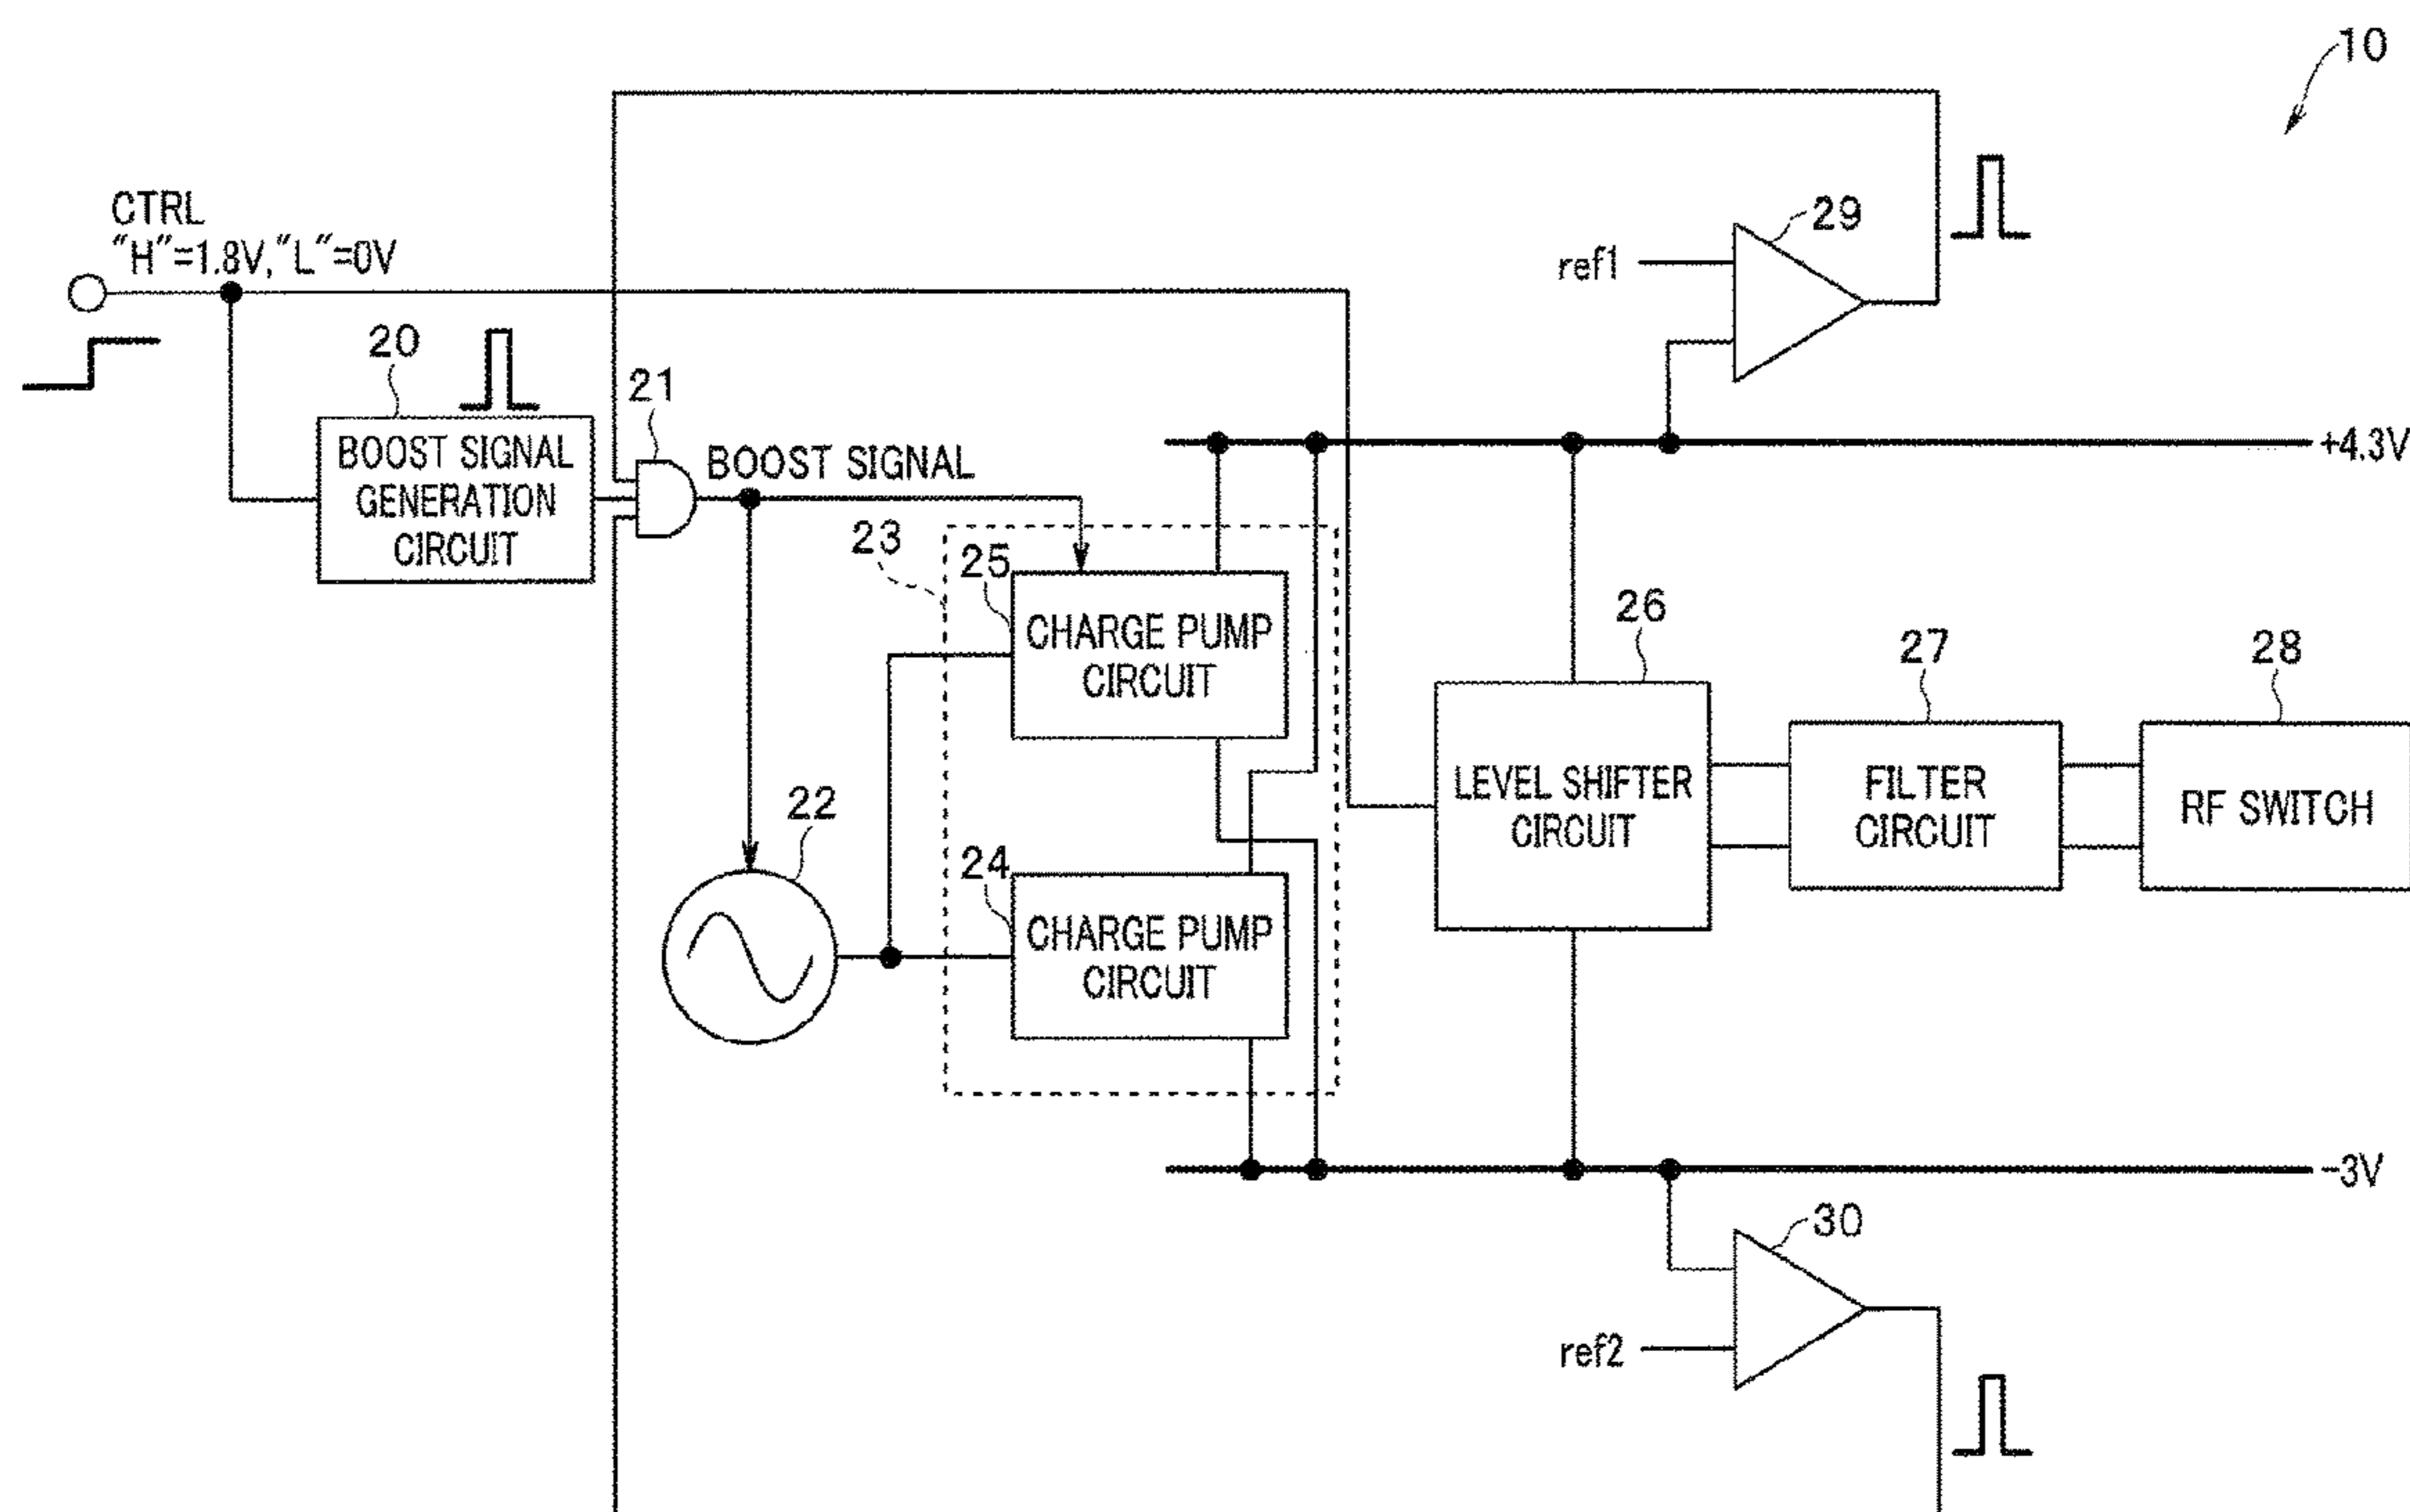 10
CTRL
"H"=1.8V,"L"=0V
29
ref1
20
21
BOOST SIGNAL
GENERATION
CIRCUIT
BOOST SIGNAL
+4.3V
23
25
CHARGE PUMP
CIRCUIT
26
27
28
LEVEL SHIFTER
CIRCUIT
FILTER
CIRCUIT
RF SWITCH
22
24
CHARGE PUMP
CIRCUIT
-3V
30
ref2